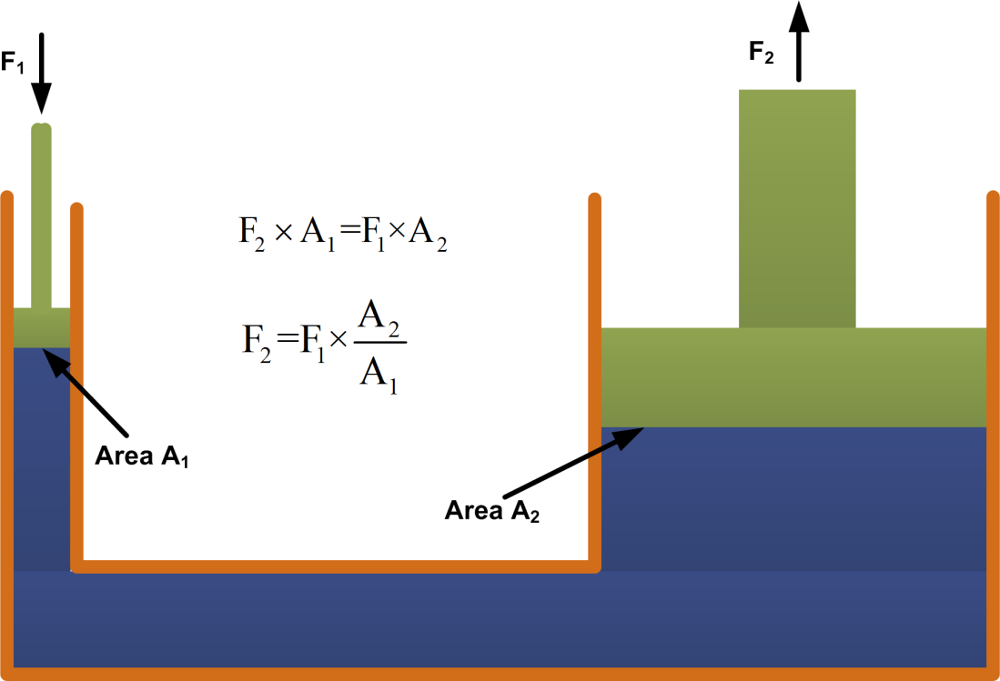 F₁
F₂
F₂ × A₁=F₁×A₂
F₂=F₁× A₂
A₁
Area A₁
Area A₂